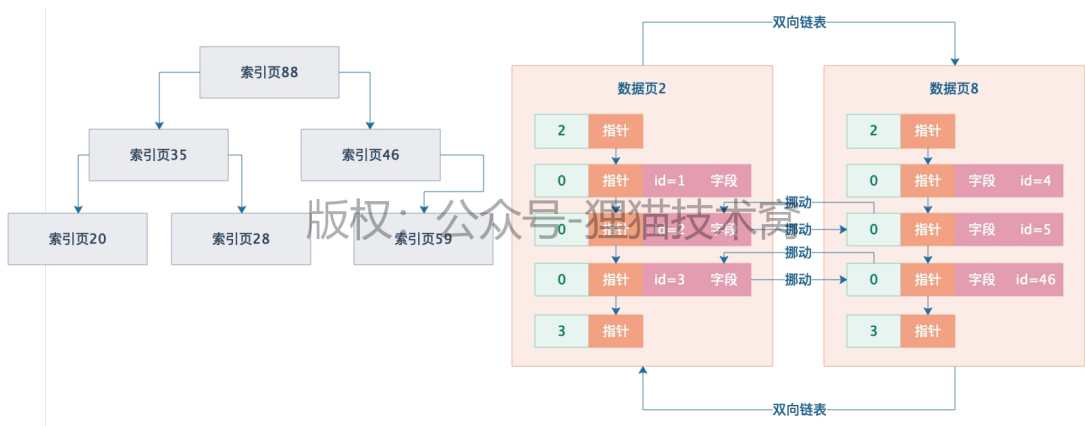 双向链表
索引页88
索引页35
索引页46
索引页20
索引页28
索引页59
数据页2
2 指针
0 指针 id=1 字段
0 指针 id=2 字段
0 指针 id=3 字段
3 指针
挪动
挪动
挪动
挪动
数据页8
2 指针
0 指针 字段 id=4
0 指针 字段 id=5
0 指针 字段 id=46
3 指针
双向链表
版权：公众号-狸猫技术窝